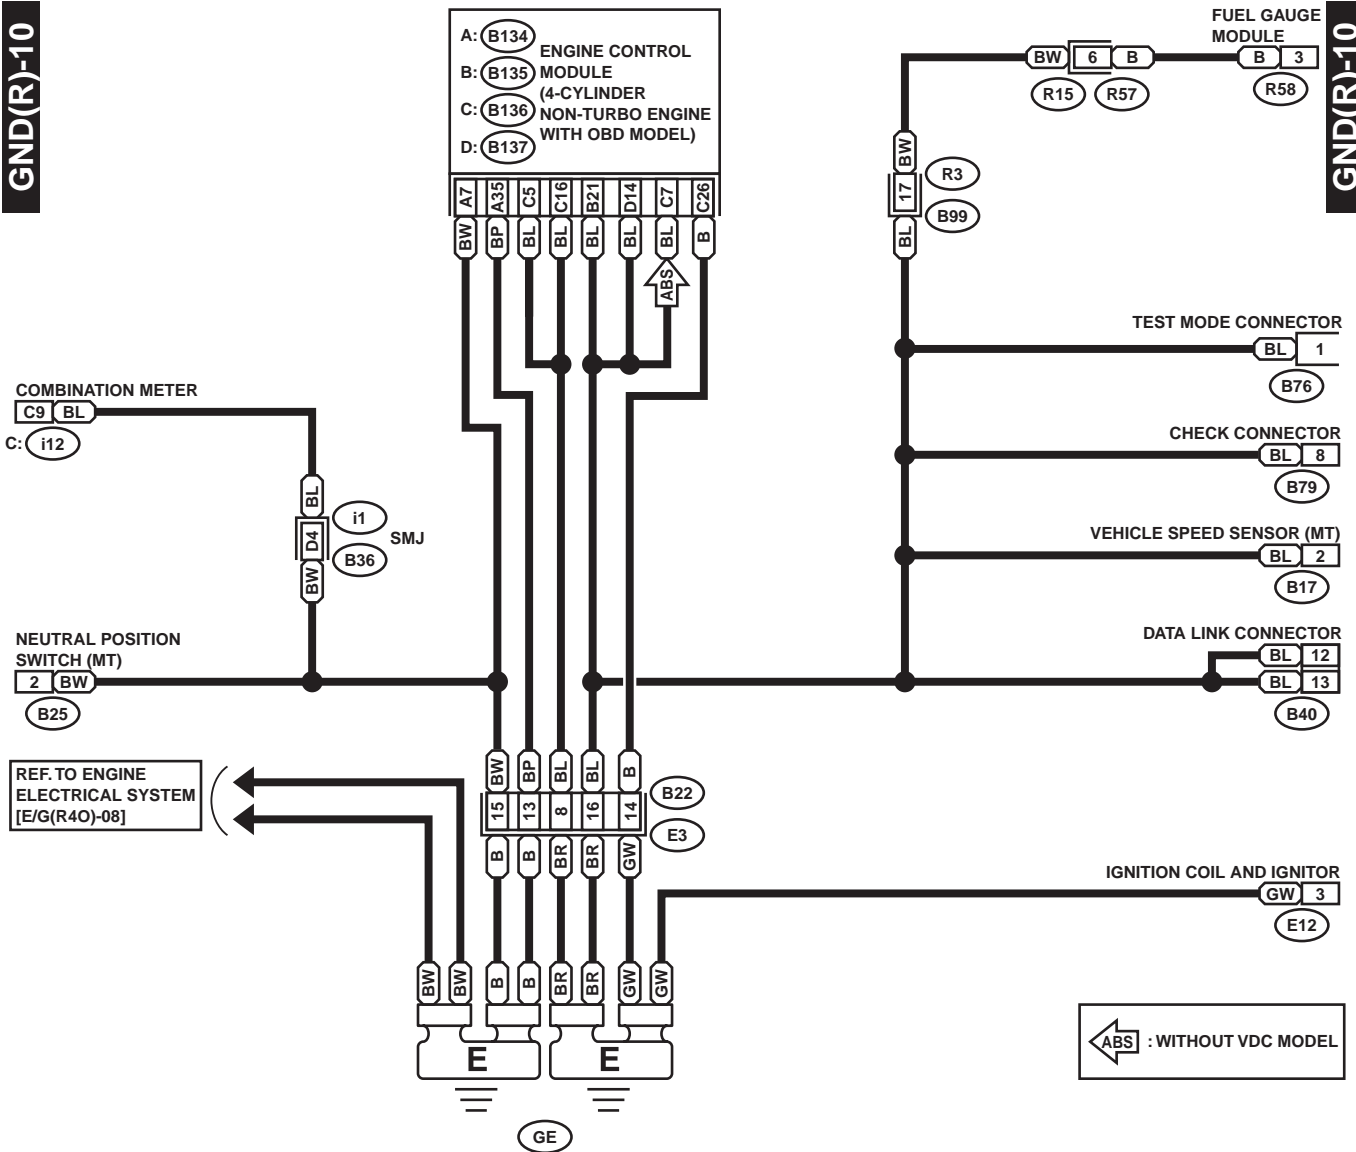 GND(R)-10
GND(R)-10
A: B134
B: B135
C: B136
D: B137
ENGINE CONTROL
MODULE
(4-CYLINDER
NON-TURBO ENGINE
WITH OBD MODEL)
A7 A35 C5 C16 B21 D14 C7 C26
BW BP BL BL BL BL BL B
ABS
FUEL GAUGE
MODULE
BW 6 B B 3
R15 R57 R58
BW
17
R3
B99
BL
TEST MODE CONNECTOR
BL 1
B76
CHECK CONNECTOR
BL 8
B79
VEHICLE SPEED SENSOR (MT)
BL 2
B17
DATA LINK CONNECTOR
BL 12
BL 13
B40
COMBINATION METER
C9 BL
C: i12
BL
D4
i1
B36
SMJ
BW
NEUTRAL POSITION
SWITCH (MT)
2 BW
B25
REF. TO ENGINE
ELECTRICAL SYSTEM
[E/G(R4O)-08]
BW BP BL BL B
15 13 8 16 14
B22
E3
B B BR BR GW
IGNITION COIL AND IGNITOR
GW 3
E12
BW BW B B BR BR GW GW
E E
GE
ABS : WITHOUT VDC MODEL